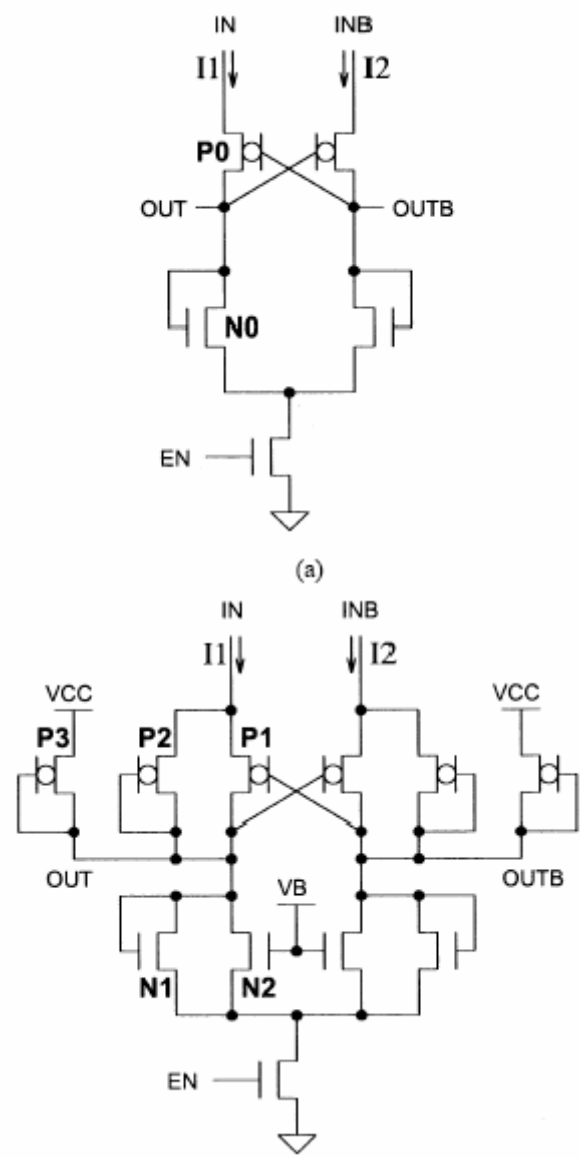 IN INB
I1 I2
P0
OUT OUTB
N0
EN
(a)
IN INB
I1 I2
VCC VCC
P3 P2 P1
OUT OUTB
VB
N1 N2
EN